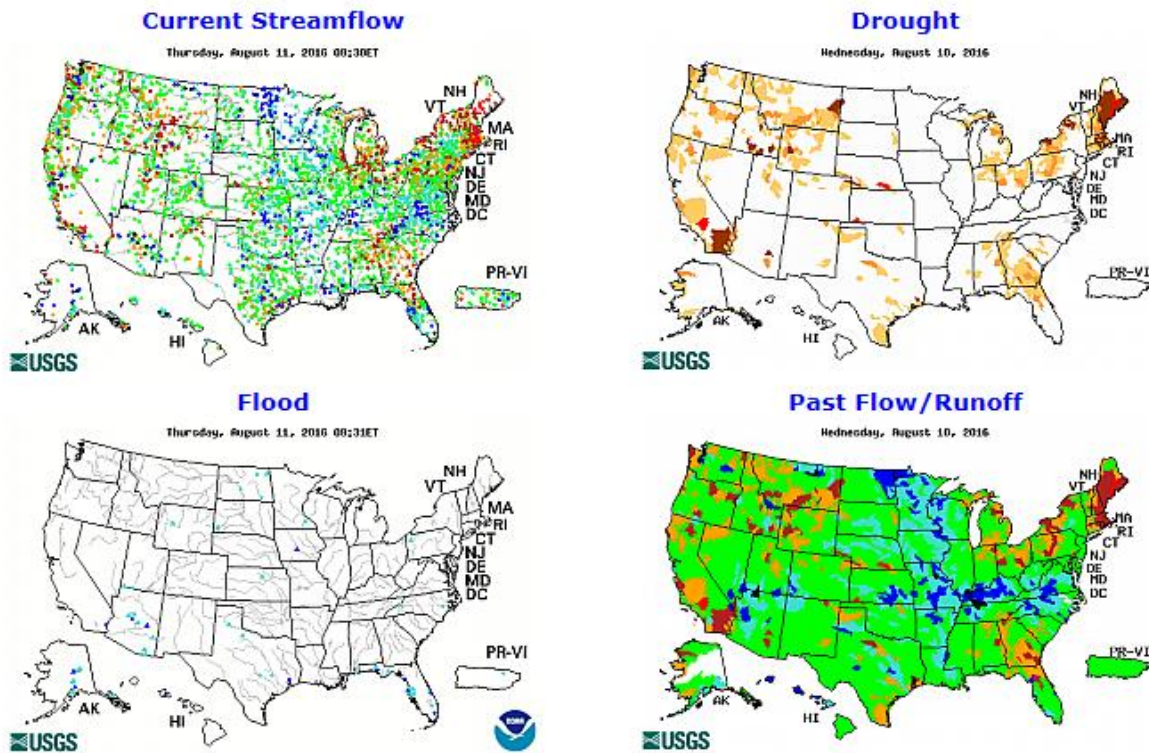 Current Streamflow
Thursday, August 11, 2016 08:30ET
NH
VT
MA
RI
CT
NJ
DE
MD
DC
PR-VI
AK
HI
USGS
Drought
Wednesday, August 10, 2016
NH
VT
MA
RI
CT
NJ
DE
MD
DC
PR-VI
AK
HI
USGS
Flood
Thursday, August 11, 2016 08:31ET
NH
VT
MA
RI
CT
NJ
DE
MD
DC
PR-VI
AK
HI
USGS
NOAA
Past Flow/Runoff
Wednesday, August 10, 2016
NH
VT
MA
RI
CT
NJ
DE
MD
DC
PR-VI
AK
HI
USGS